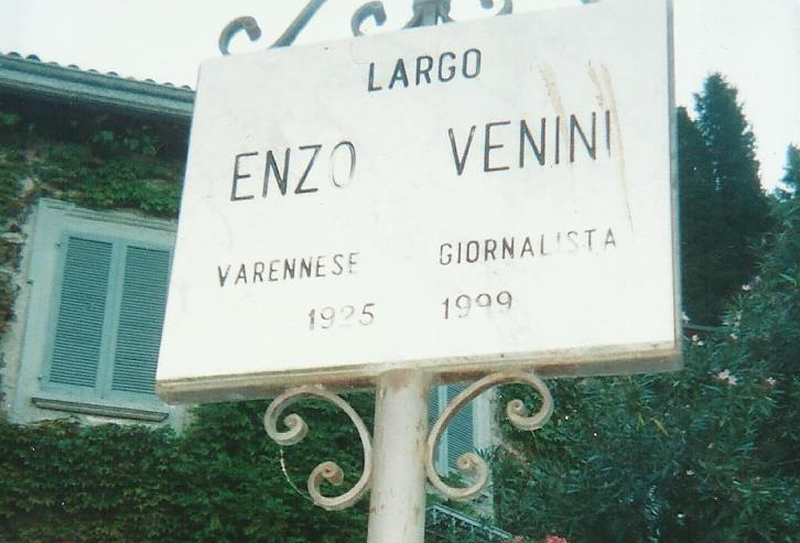 LARGO
ENZO VENINI
VARENNESE GIORNALISTA
1925 1999